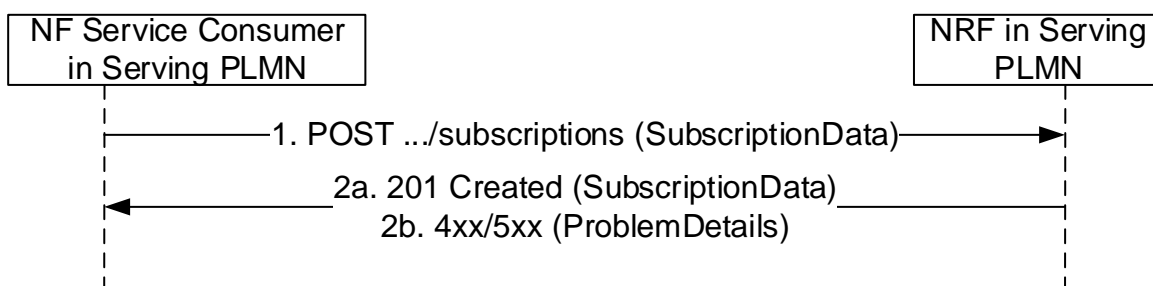 NF Service Consumer
in Serving PLMN
NRF in Serving
PLMN
1. POST .../subscriptions (SubscriptionData)
2a. 201 Created (SubscriptionData)
2b. 4xx/5xx (ProblemDetails)